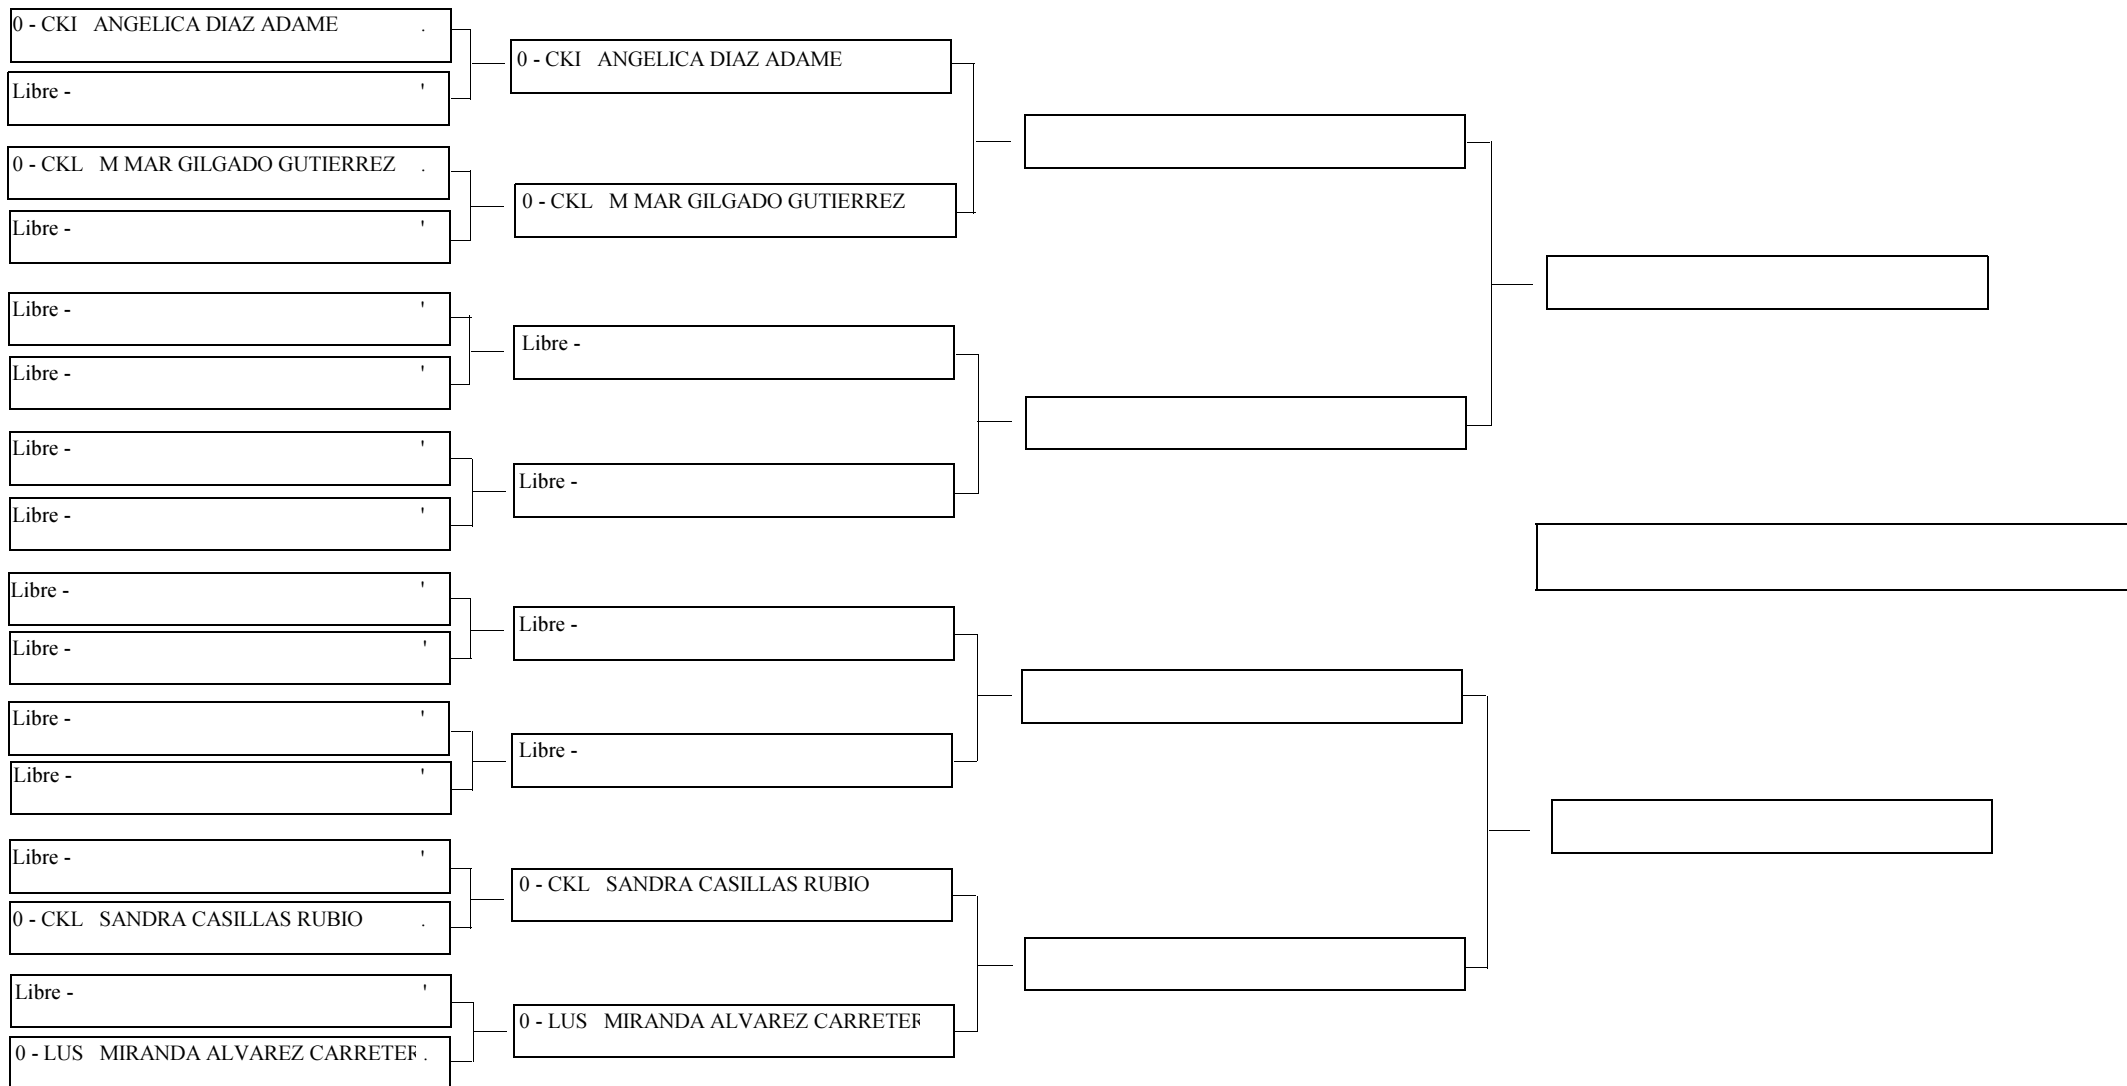 0 - CKI ANGELICA DIAZ ADAME .
Libre - '
0 - CKL M MAR GILGADO GUTIERREZ .
Libre - '
Libre - '
Libre - '
Libre - '
Libre - '
Libre - '
Libre - '
Libre - '
Libre - '
Libre - '
0 - CKL SANDRA CASILLAS RUBIO .
Libre - '
0 - LUS MIRANDA ALVAREZ CARRETER .
0 - CKI ANGELICA DIAZ ADAME
0 - CKL M MAR GILGADO GUTIERREZ
Libre -
Libre -
Libre -
Libre -
0 - CKL SANDRA CASILLAS RUBIO
0 - LUS MIRANDA ALVAREZ CARRETER